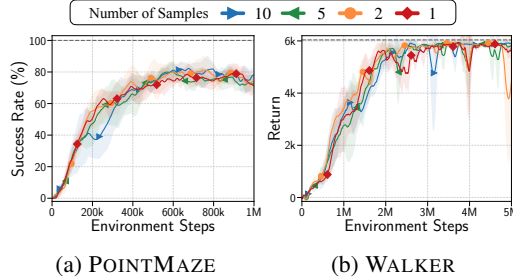 Number of Samples 10 5 2 1
100
80
60
40
20
0
Success Rate (%)
200k 400k 600k 800k 1M
Environment Steps
(a) POINTMAZE
6k
4k
2k
0
Return
0 1M 2M 3M 4M 5M
Environment Steps
(b) WALKER